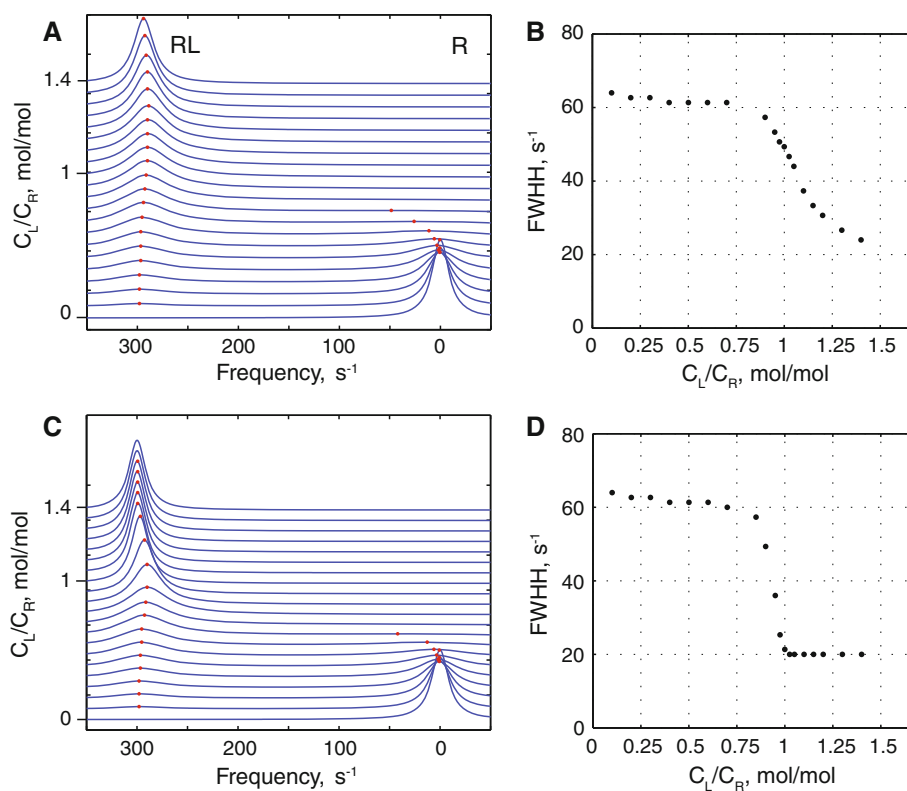 A
RL
R
C_L/C_R, mol/mol
1.4
1
0
300
200
100
0
Frequency, s⁻¹
B
FWHH, s⁻¹
80
60
40
20
0
0
0.25
0.5
0.75
1
1.25
1.5
C_L/C_R, mol/mol
C
C_L/C_R, mol/mol
1.4
1
0
300
200
100
0
Frequency, s⁻¹
D
FWHH, s⁻¹
80
60
40
20
0
0
0.25
0.5
0.75
1
1.25
1.5
C_L/C_R, mol/mol